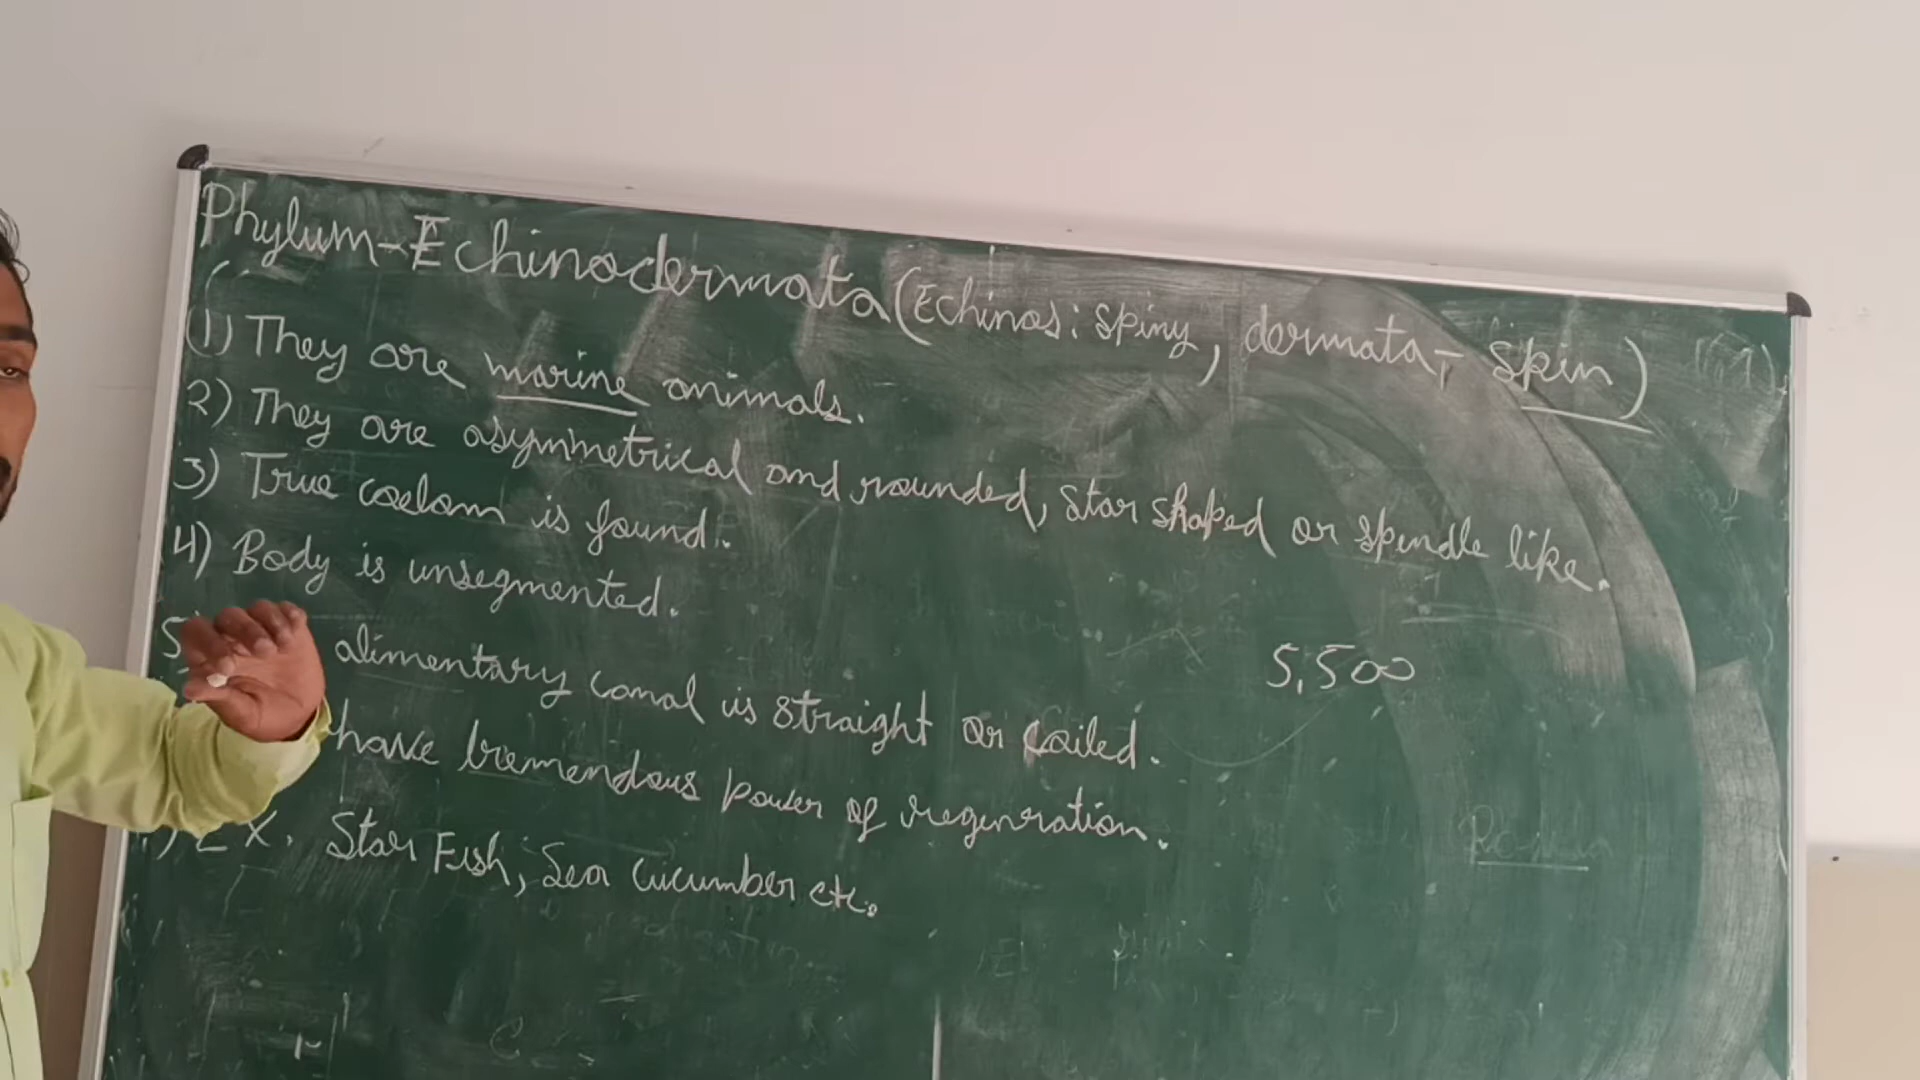 Phylum-Echinodermata (Echinos: spiny, dermata, - skin)
(1) They are marine animals.
2) They are asymmetrical and rounded, star shaped or spindle like.
3) True coelom is found.
4) Body is unsegmented.
5) alimentary canal is straight or coiled.
5,500
have tremendous power of regeneration.
Ex. Star Fish, Sea Cucumber etc.